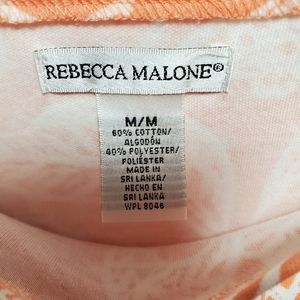 REBECCA MALONE®
M/M
60% COTTON/
ALGODÓN
40% POLYESTER/
POLIÉSTER
MADE IN
SRI LANKA/
HECHO EN
SRI LANKA
WPL 8046